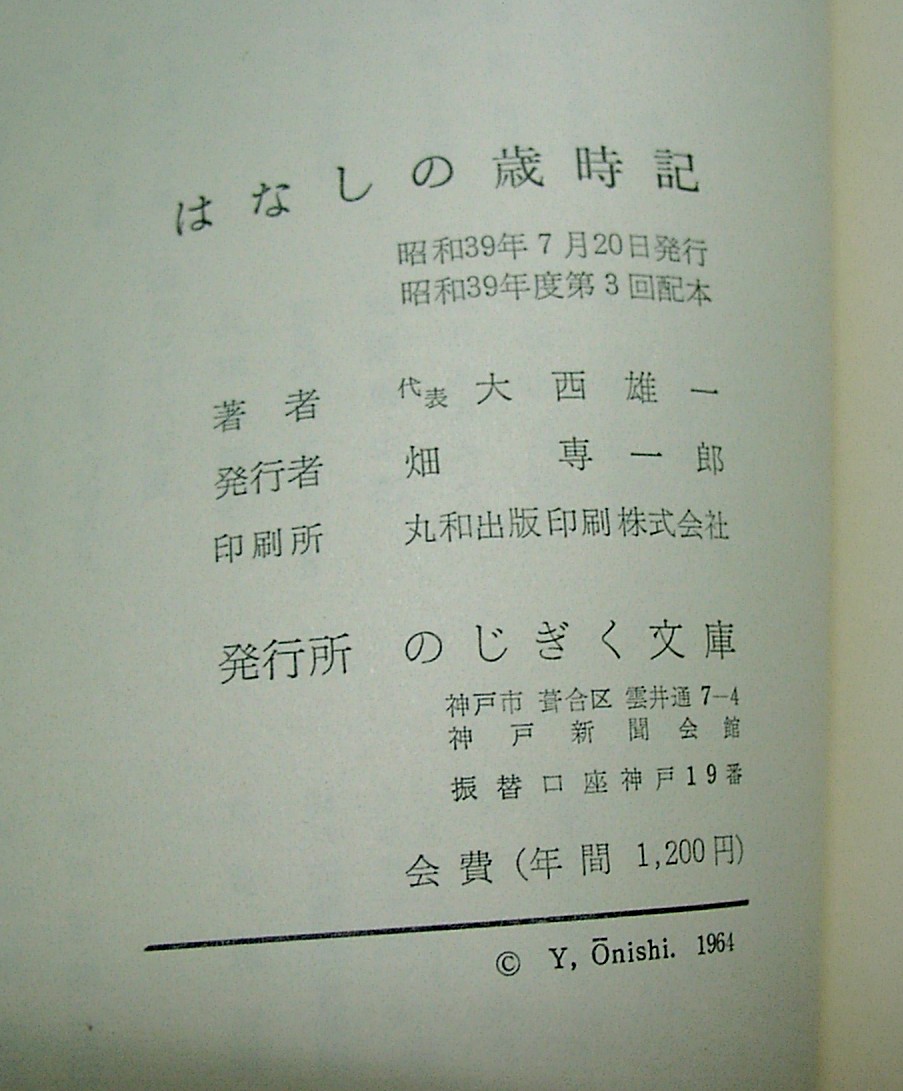 はなしの歳時記
昭和39年7月20日発行
昭和39年度第3回配本
著者 代表 大西雄一
発行者 畑専一郎
印刷所 丸和出版印刷株式会社
発行所 のじぎく文庫
神戸市 葺合区 雲井通7-4
神戸新聞会館
振替口座神戸19番
会費(年間 1,200円)
© Y, Ōnishi. 1964